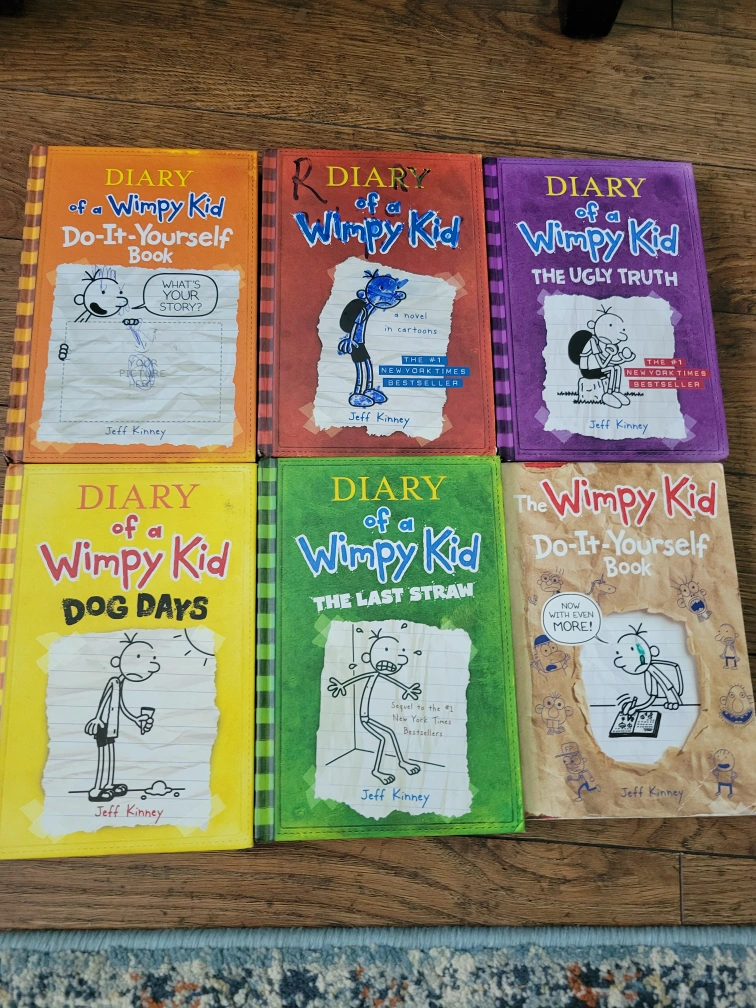 DIARY
of a Wimpy Kid
Do-It-Yourself
Book
WHAT'S
YOUR
STORY?
YOUR
PICTURE
HERE
Jeff Kinney
R DIARY
of a
Wimpy Kid
a novel
in cartoons
THE #1
NEW YORK TIMES
BESTSELLER
Jeff Kinney
DIARY
of a
Wimpy Kid
THE UGLY TRUTH
THE #1
NEW YORK TIMES
BESTSELLER
Jeff Kinney
DIARY
of a
Wimpy Kid
DOG DAYS
Jeff Kinney
DIARY
of a
Wimpy Kid
THE LAST STRAW
Sequel to the #1
New York Times
Bestsellers
Jeff Kinney
The Wimpy Kid
Do-It-Yourself
Book
NOW
WITH EVEN
MORE!
Jeff Kinney